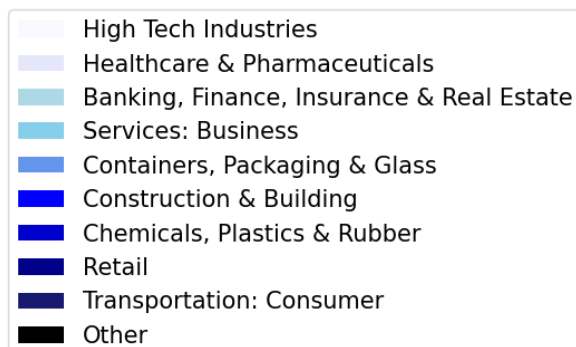 High Tech Industries
Healthcare & Pharmaceuticals
Banking, Finance, Insurance & Real Estate
Services: Business
Containers, Packaging & Glass
Construction & Building
Chemicals, Plastics & Rubber
Retail
Transportation: Consumer
Other